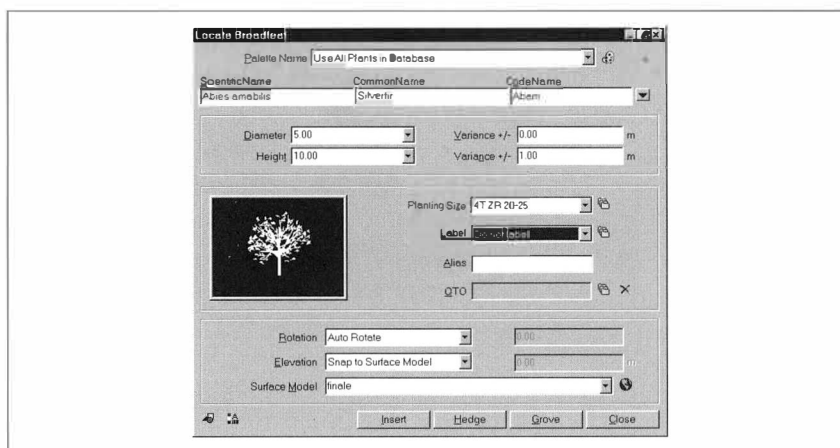 Locate Broadleaf
Palette Name Use All Plants in Database
ScientificName CommonName CodeName
Abies amabilis Silverfir Abam
Diameter 5.00 Variance +/- 0.00 m
Height 10.00 Variance +/- 1.00 m
Planting Size 4T ZR 20-25
Label
Alias
QTO
Rotation Auto Rotate 0.00
Elevation Snap to Surface Model 0.00 m
Surface Model finale
Insert Hedge Grove Close